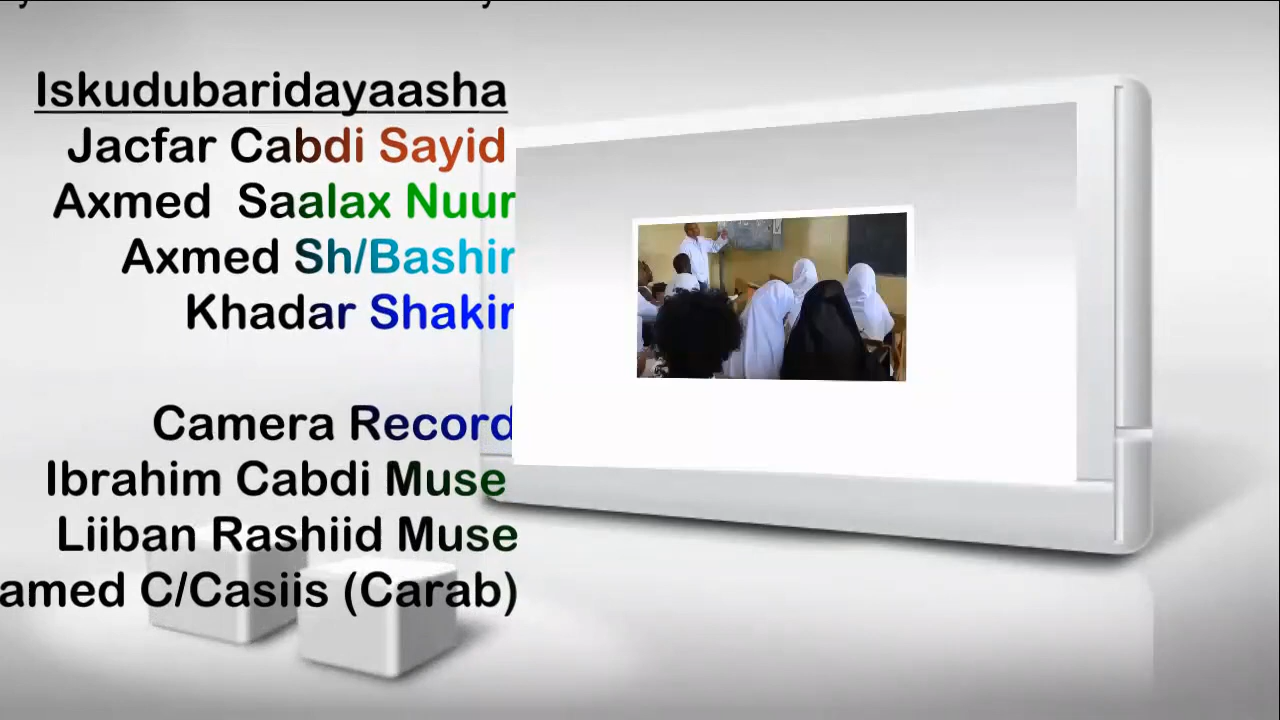 Iskudubaridayaasha
Jacfar Cabdi Sayid
Axmed Saalax Nuur
Axmed Sh/Bashir
Khadar Shakir
Camera Record
Ibrahim Cabdi Muse
Liiban Rashiid Muse
amed C/Casiis (Carab)